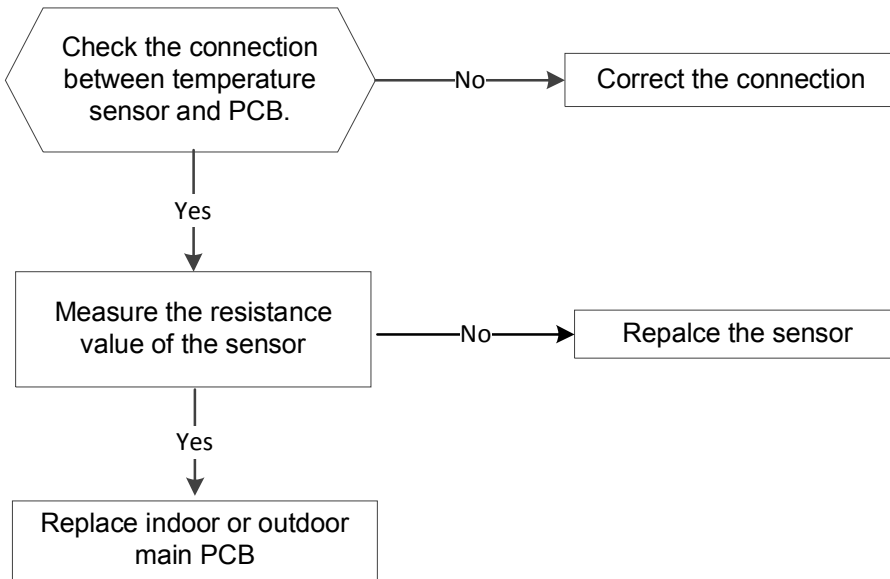 Check the connection
between temperature
sensor and PCB.
No
Correct the connection
Yes
Measure the resistance
value of the sensor
No
Repalce the sensor
Yes
Replace indoor or outdoor
main PCB